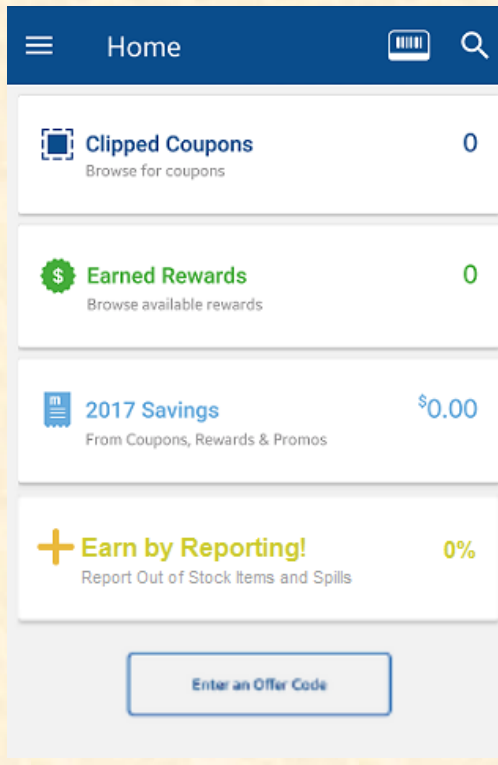 Home
Clipped Coupons 0
Browse for coupons
$ Earned Rewards 0
Browse available rewards
m 2017 Savings $0.00
From Coupons, Rewards & Promos
Earn by Reporting! 0%
Report Out of Stock Items and Spills
Enter an Offer Code